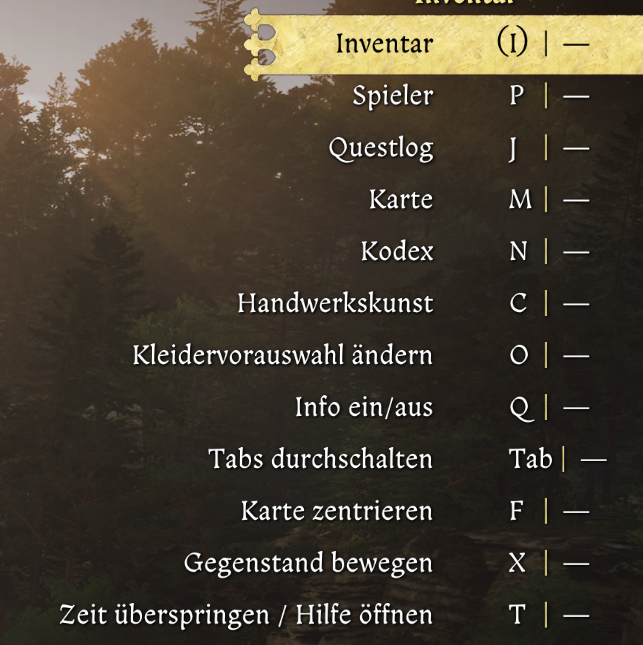 Inventar
Inventar (I) | —
Spieler P | —
Questlog J | —
Karte M | —
Kodex N | —
Handwerkskunst C | —
Kleidervorauswahl ändern O | —
Info ein/aus Q | —
Tabs durchschalten Tab | —
Karte zentrieren F | —
Gegenstand bewegen X | —
Zeit überspringen / Hilfe öffnen T | —